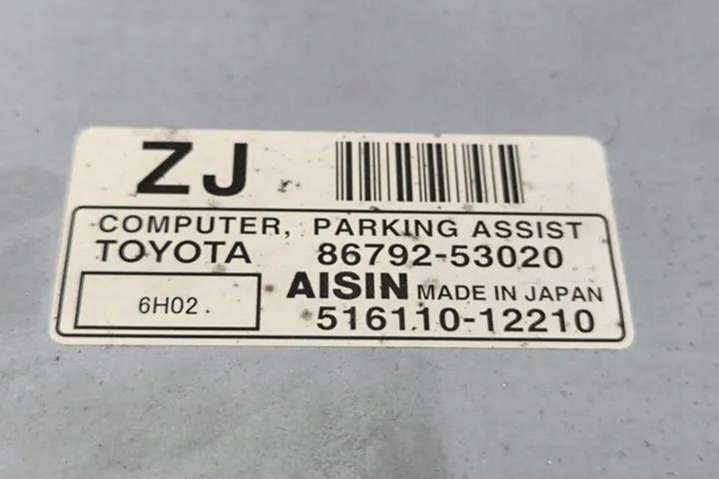 ZJ
COMPUTER, PARKING ASSIST
TOYOTA 86792-53020
AISIN MADE IN JAPAN
6H02
516110-12210